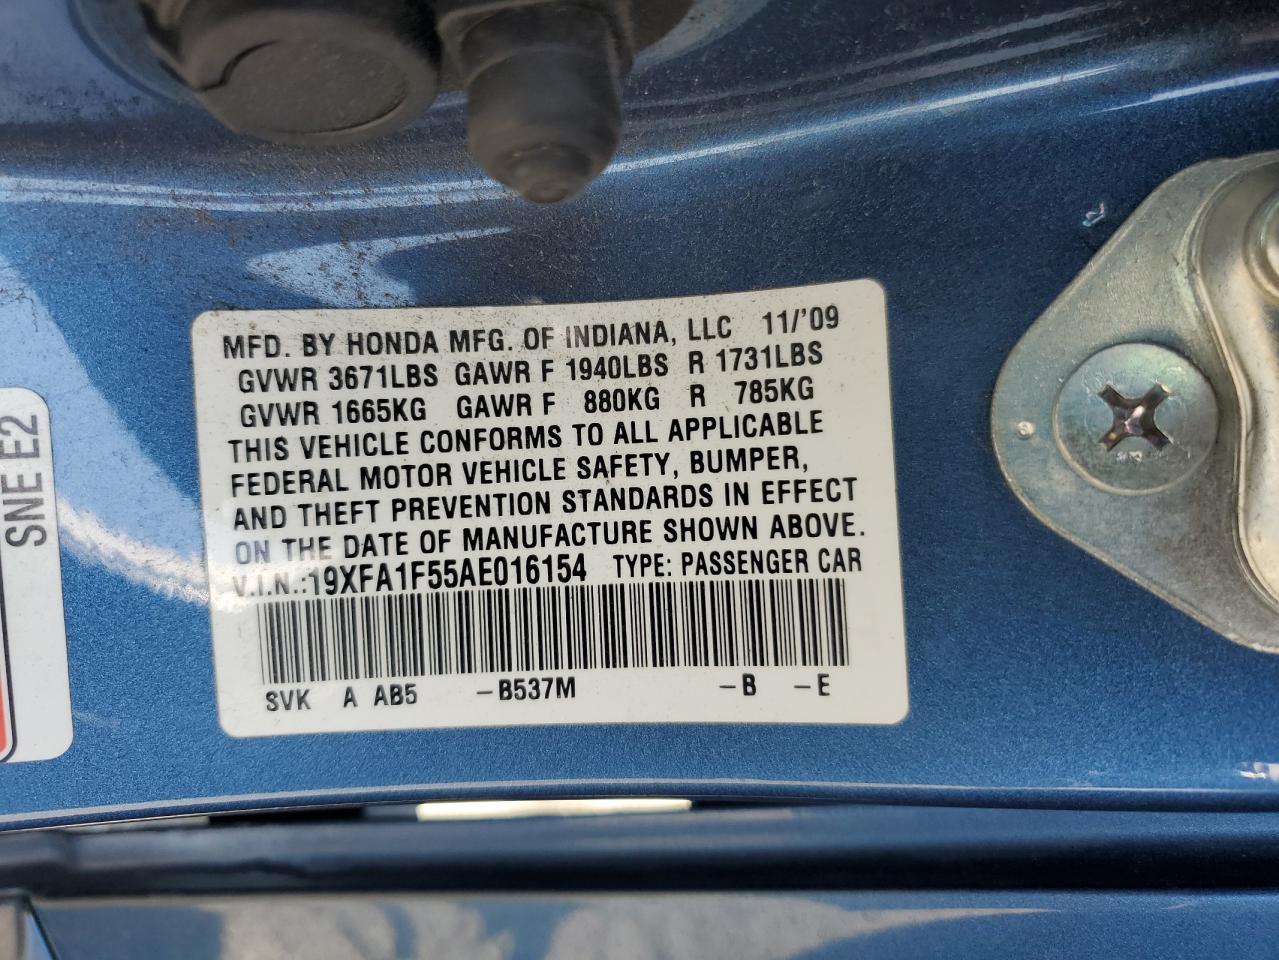 MFD. BY HONDA MFG. OF INDIANA, LLC 11/'09
GVWR 3671LBS GAWR F 1940LBS R 1731LBS
GVWR 1665KG GAWR F 880KG R 785KG
THIS VEHICLE CONFORMS TO ALL APPLICABLE
FEDERAL MOTOR VEHICLE SAFETY, BUMPER,
AND THEFT PREVENTION STANDARDS IN EFFECT
ON THE DATE OF MANUFACTURE SHOWN ABOVE.
V.I.N.:19XFA1F55AE016154 TYPE: PASSENGER CAR
SVK A AB5 -B537M -B -E
SNE E2